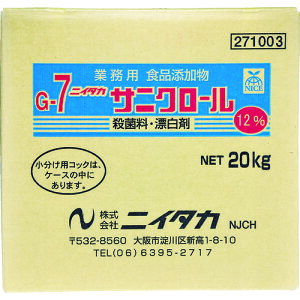 271003
業務用 食品添加物
NICE
G-7 ニイタカ サニクロール
殺菌料・漂白剤
12%
小分け用コックは、
ケースの中に
あります。
NET 20kg
株式会社 ニイタカ NJCH
〒532-8560 大阪市淀川区新高1-8-10
TEL(06)6395-2717